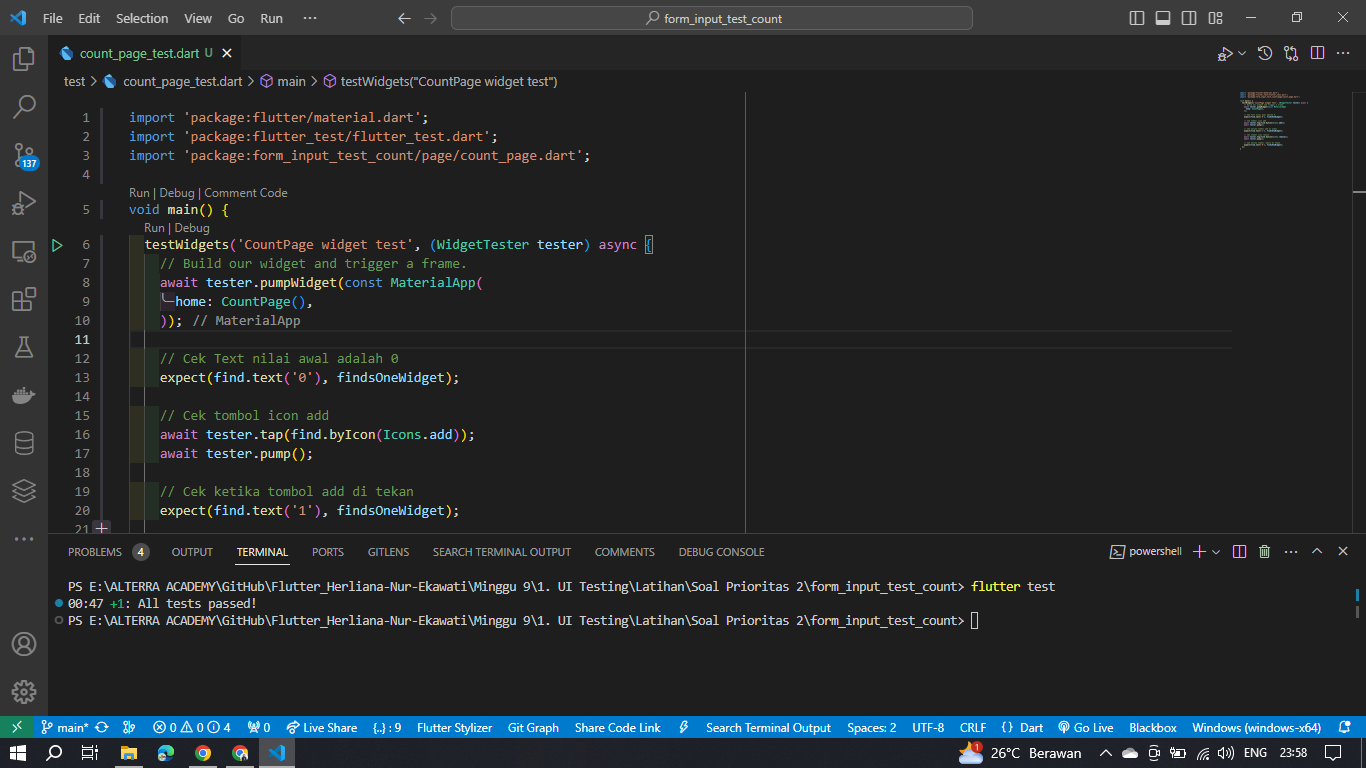 File Edit Selection View Go Run ··· form_input_test_count
count_page_test.dart U
test > count_page_test.dart > main > testWidgets("CountPage widget test")
1 import 'package:flutter/material.dart';
2 import 'package:flutter_test/flutter_test.dart';
3 import 'package:form_input_test_count/page/count_page.dart';
4
Run | Debug | Comment Code
5 void main() {
Run | Debug
6 testWidgets('CountPage widget test', (WidgetTester tester) async {
7 // Build our widget and trigger a frame.
8 await tester.pumpWidget(const MaterialApp(
9 home: CountPage(),
10 )); // MaterialApp
11
12 // Cek Text nilai awal adalah 0
13 expect(find.text('0'), findsOneWidget);
14
15 // Cek tombol icon add
16 await tester.tap(find.byIcon(Icons.add));
17 await tester.pump();
18
19 // Cek ketika tombol add di tekan
20 expect(find.text('1'), findsOneWidget);
21
137
PROBLEMS 4 OUTPUT TERMINAL PORTS GITLENS SEARCH TERMINAL OUTPUT COMMENTS DEBUG CONSOLE powershell
PS E:\ALTERRA ACADEMY\GitHub\Flutter_Herliana-Nur-Ekawati\Minggu 9\1. UI Testing\Latihan\Soal Prioritas 2\form_input_test_count> flutter test
00:47 +1: All tests passed!
PS E:\ALTERRA ACADEMY\GitHub\Flutter_Herliana-Nur-Ekawati\Minggu 9\1. UI Testing\Latihan\Soal Prioritas 2\form_input_test_count>
main* 0 0 4 0 Live Share {..} : 9 Flutter Stylizer Git Graph Share Code Link Search Terminal Output Spaces: 2 UTF-8 CRLF {} Dart Go Live Blackbox Windows (windows-x64)
1 26°C Berawan ENG 23:58